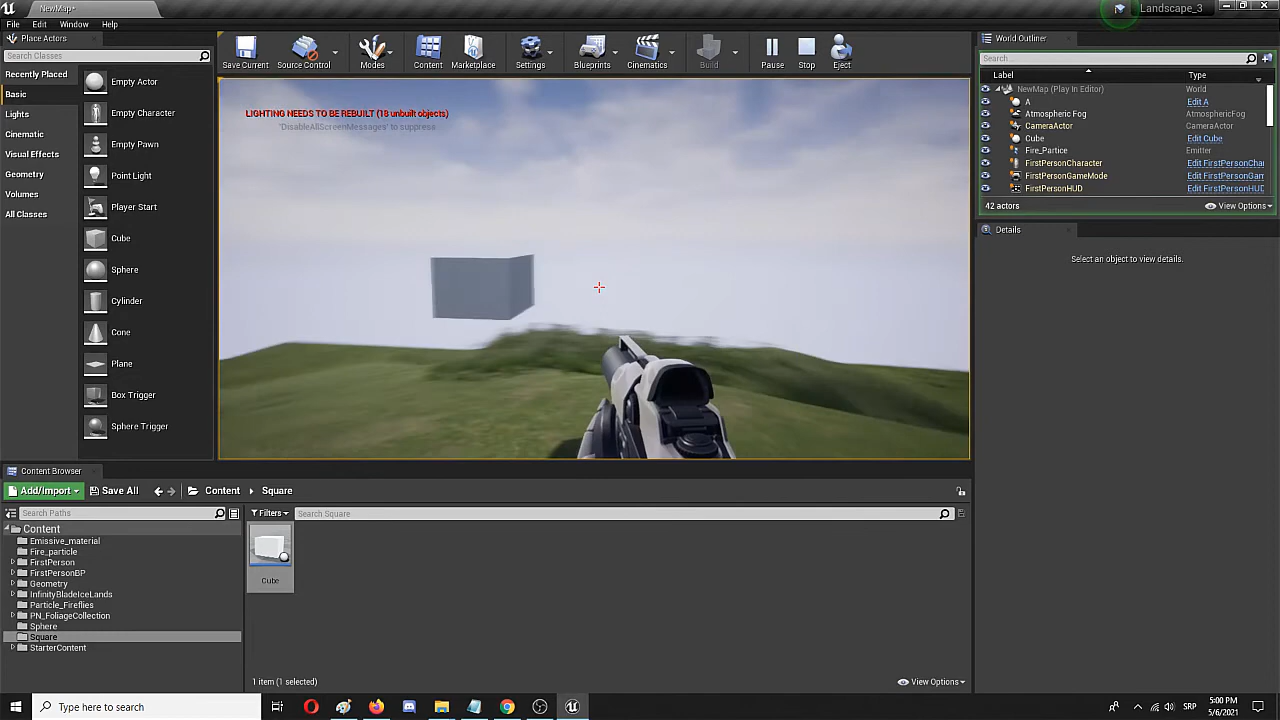 NewMap*
Landscape_3
File Edit Window Help
Place Actors
Search Classes
Recently Placed
Basic
Lights
Cinematic
Visual Effects
Geometry
Volumes
All Classes
Empty Actor
Empty Character
Empty Pawn
Point Light
Player Start
Cube
Sphere
Cylinder
Cone
Plane
Box Trigger
Sphere Trigger
Save Current Source Control Modes Content Marketplace Settings Blueprints Cinematics Build Pause Stop Eject
LIGHTING NEEDS TO BE REBUILT (18 unbuilt objects)
'DisableAllScreenMessages' to suppress
World Outliner
Search...
Label Type
NewMap (Play In Editor) World
A Edit A
Atmospheric Fog AtmosphericFog
CameraActor CameraActor
Cube Edit Cube
Fire_Partice Emitter
FirstPersonCharacter Edit FirstPersonChar
FirstPersonGameMode Edit FirstPersonGam
FirstPersonHUD Edit FirstPersonHUD
42 actors View Options
Details
Select an object to view details.
Content Browser
Add/Import Save All Content Square
Search Paths
Filters Search Square
Content
Emissive_material
Fire_particle
FirstPerson
FirstPersonBP
Geometry
InfinityBladeIceLands
Particle_Fireflies
PN_FoliageCollection
Sphere
Square
StarterContent
Cube
1 item (1 selected) View Options
Type here to search
SRP
5:00 PM
5/6/2021